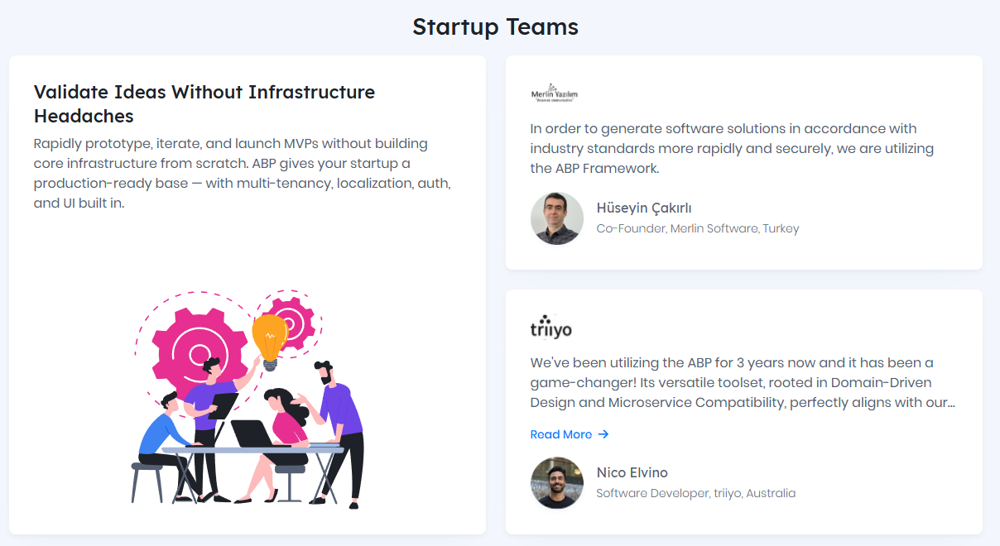 Startup Teams
Validate Ideas Without Infrastructure
Headaches
Rapidly prototype, iterate, and launch MVPs without building
core infrastructure from scratch. ABP gives your startup a
production-ready base — with multi-tenancy, localization, auth,
and UI built in.
Merlin Yazılım
In order to generate software solutions in accordance with
industry standards more rapidly and securely, we are utilizing
the ABP Framework.
Hüseyin Çakırlı
Co-Founder, Merlin Software, Turkey
triiyo
We've been utilizing the ABP for 3 years now and it has been a
game-changer! Its versatile toolset, rooted in Domain-Driven
Design and Microservice Compatibility, perfectly aligns with our...
Read More →
Nico Elvino
Software Developer, triiyo, Australia